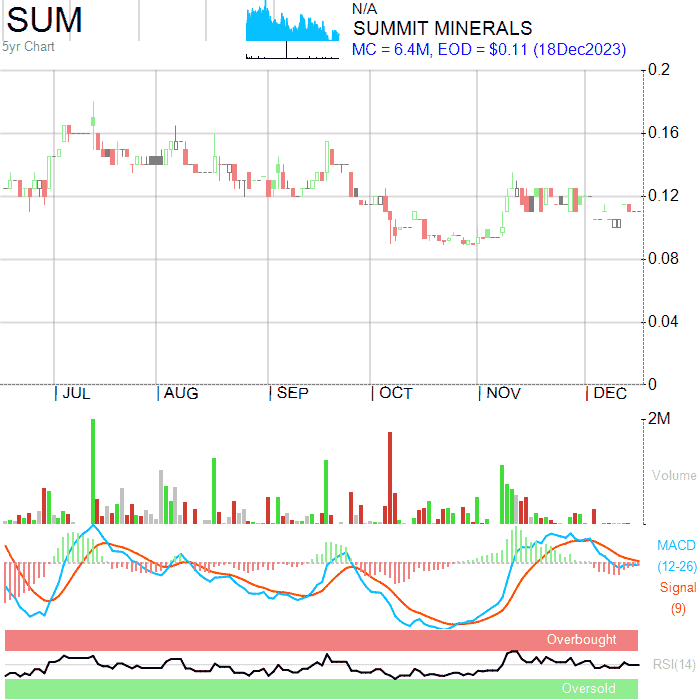 SUM
5yr Chart
N/A
SUMMIT MINERALS
MC = 6.4M, EOD = $0.11 (18Dec2023)
0.2
0.16
0.12
0.08
0.04
0
JUL AUG SEP OCT NOV DEC
2M
Volume
MACD
(12-26)
Signal
(9)
Overbought
RSI(14)
Oversold